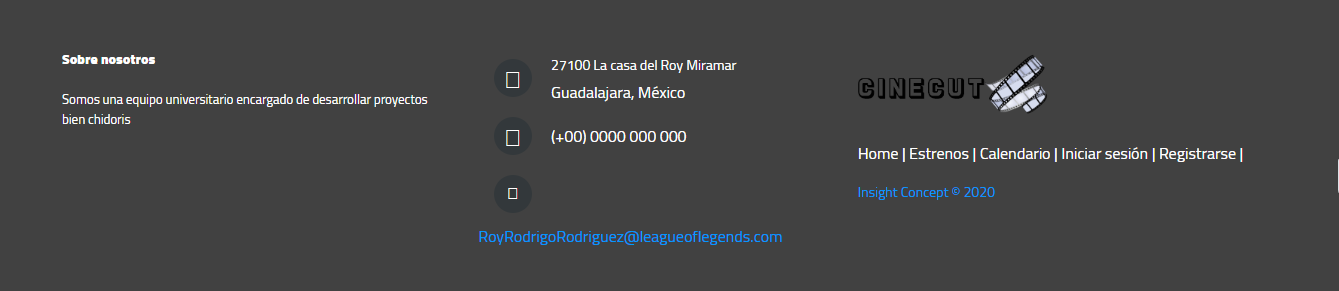 Sobre nosotros
Somos una equipo universitario encargado de desarrollar proyectos
bien chidoris
27100 La casa del Roy Miramar
Guadalajara, México
(+00) 0000 000 000
RoyRodrigoRodriguez@leagueoflegends.com
CINECUT
Home | Estrenos | Calendario | Iniciar sesión | Registrarse |
Insight Concept © 2020